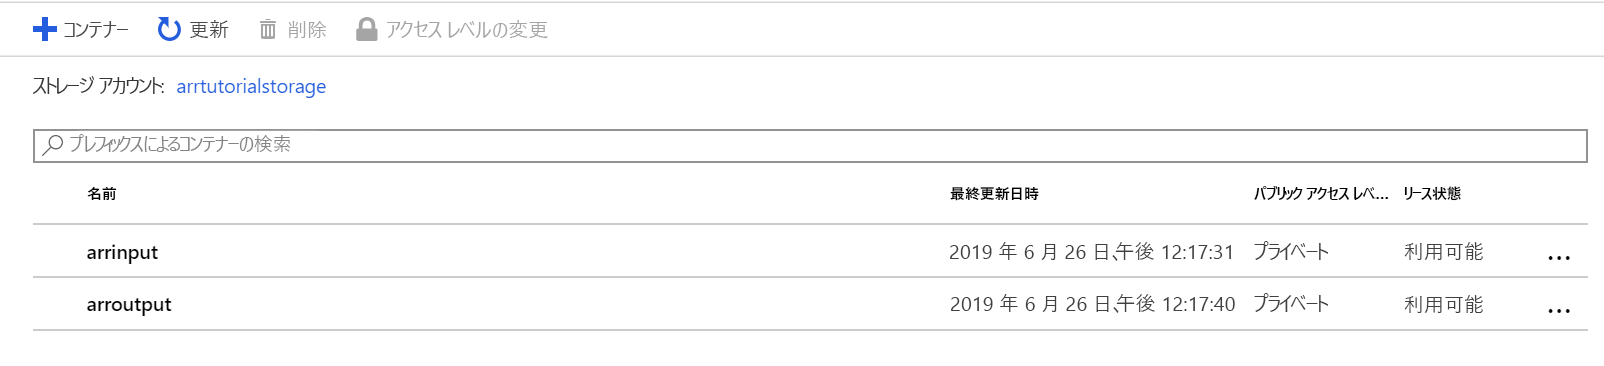 コンテナー 更新 削除 アクセス レベルの変更
ストレージ アカウント: arrtutorialstorage
プレフィックスによるコンテナーの検索
名前 最終更新日時 パブリック アクセス レベ... リース状態
arrinput 2019 年 6 月 26 日、午後 12:17:31 プライベート 利用可能
arroutput 2019 年 6 月 26 日、午後 12:17:40 プライベート 利用可能